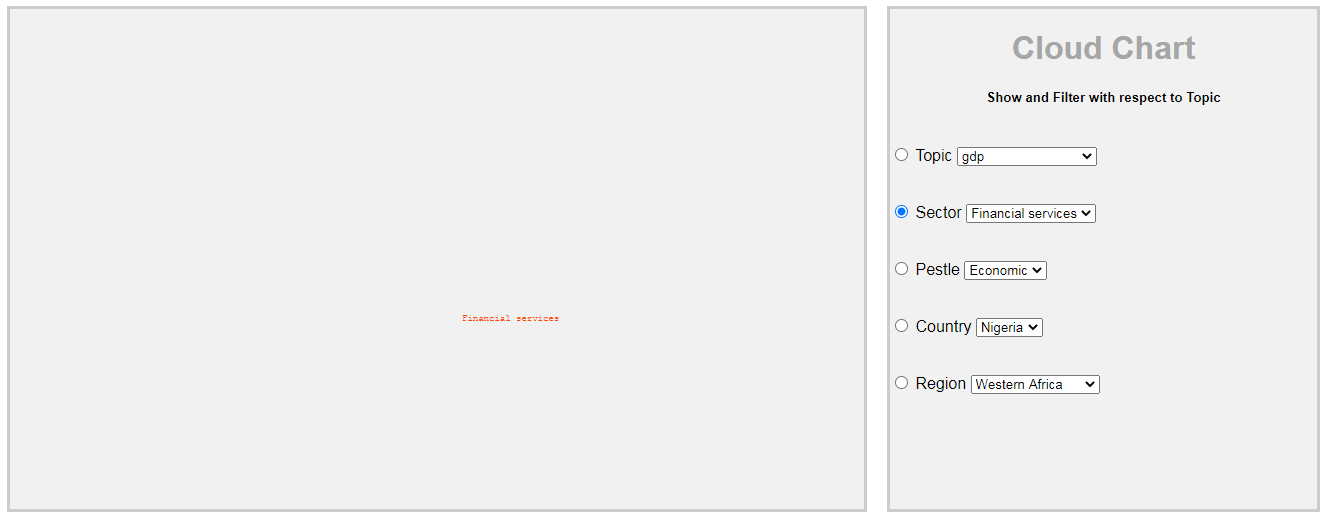 Financial services
Cloud Chart
Show and Filter with respect to Topic
Topic gdp
Sector Financial services
Pestle Economic
Country Nigeria
Region Western Africa